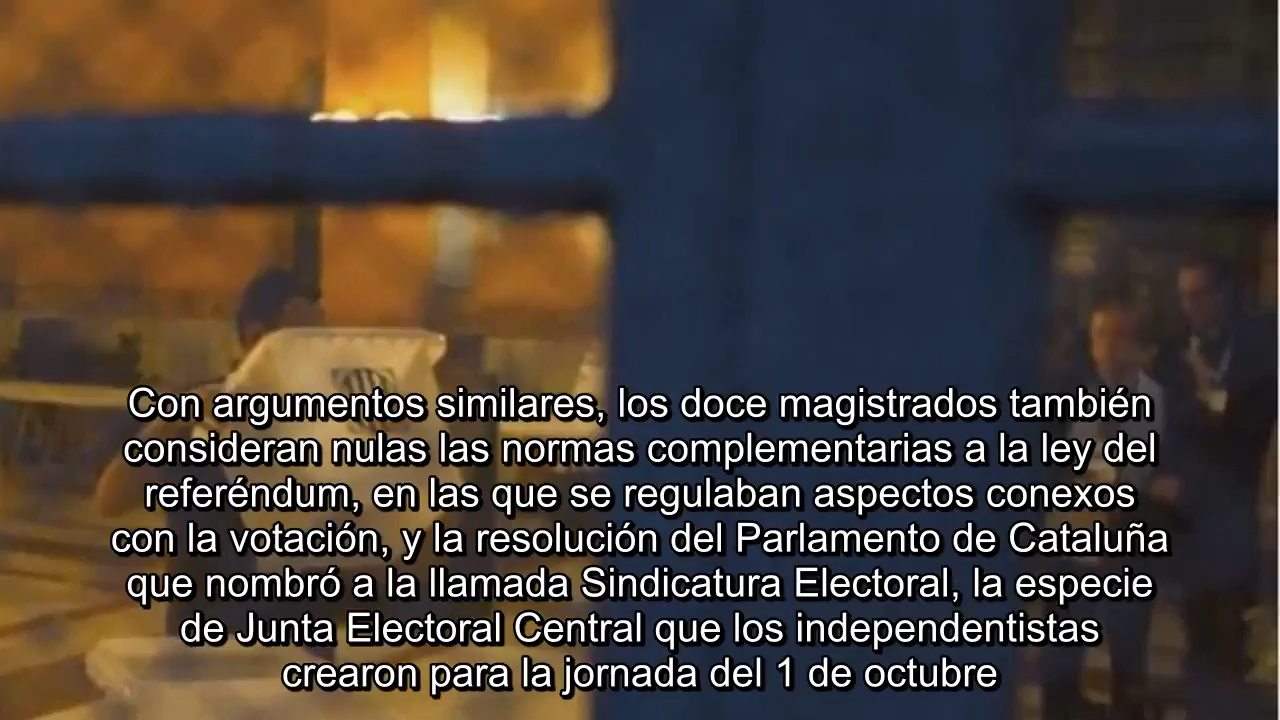 Con argumentos similares, los doce magistrados también
consideran nulas las normas complementarias a la ley del
referéndum, en las que se regulaban aspectos conexos
con la votación, y la resolución del Parlamento de Cataluña
que nombró a la llamada Sindicatura Electoral, la especie
de Junta Electoral Central que los independentistas
crearon para la jornada del 1 de octubre